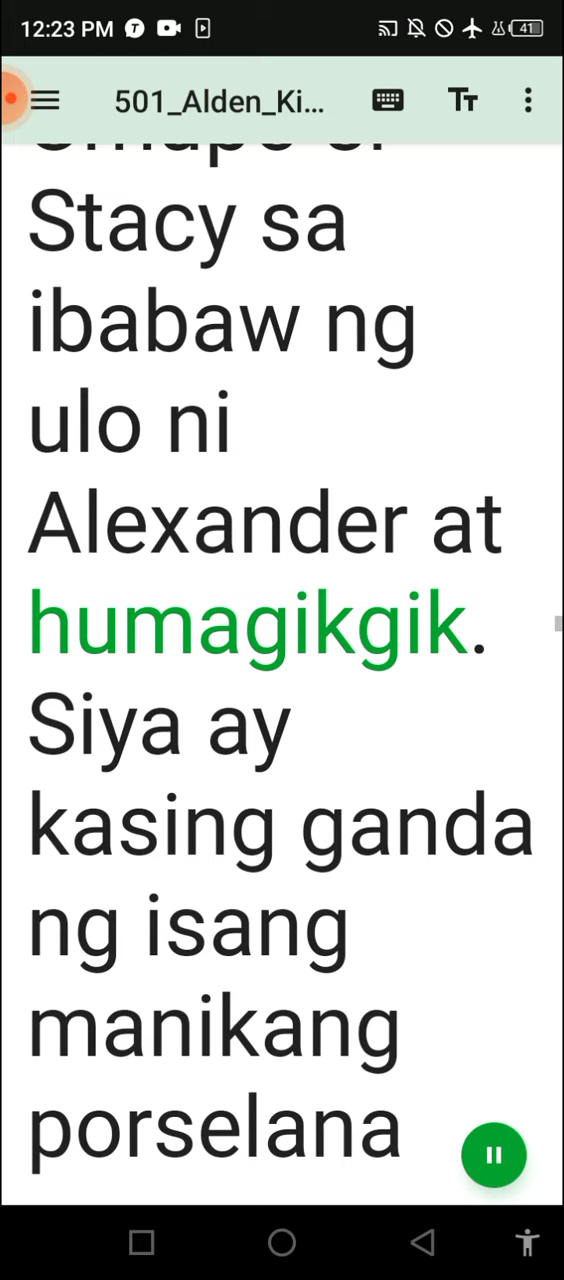 12:23 PM
41
501_Alden_Ki...
Stacy sa
ibabaw ng
ulo ni
Alexander at
humagikgik.
Siya ay
kasing ganda
ng isang
manikang
porselana